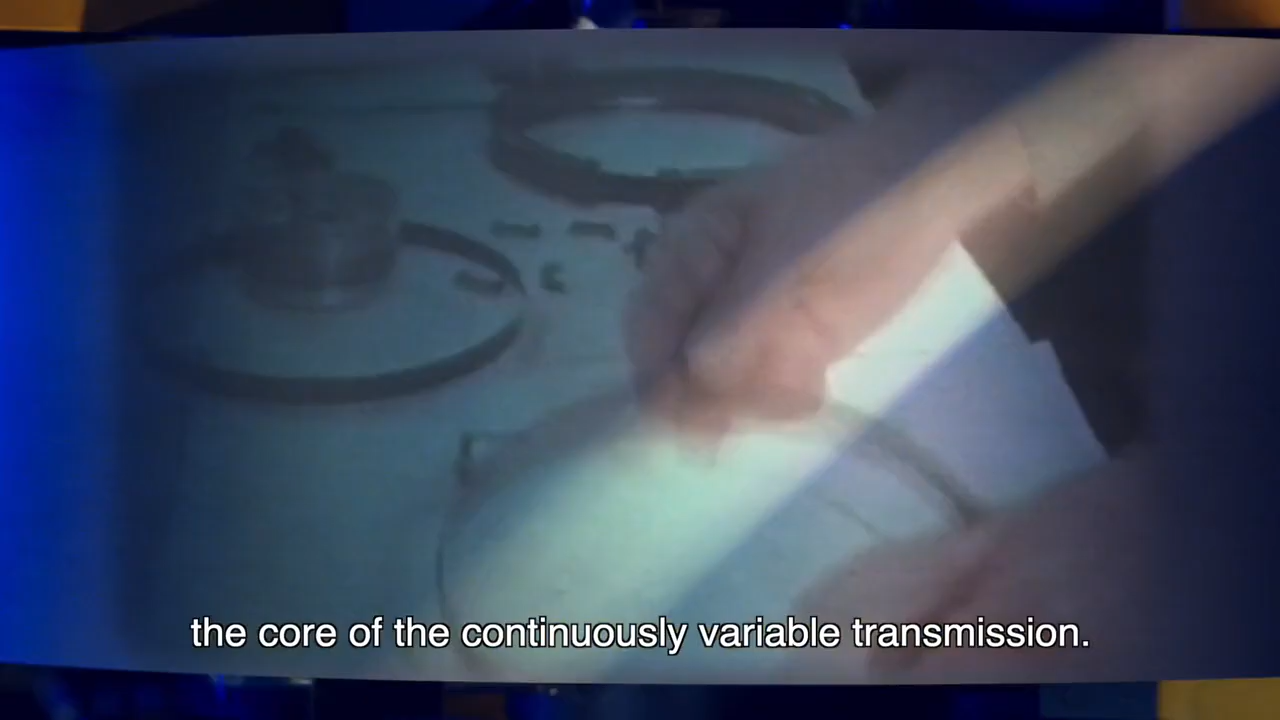 the core of the continuously variable transmission.